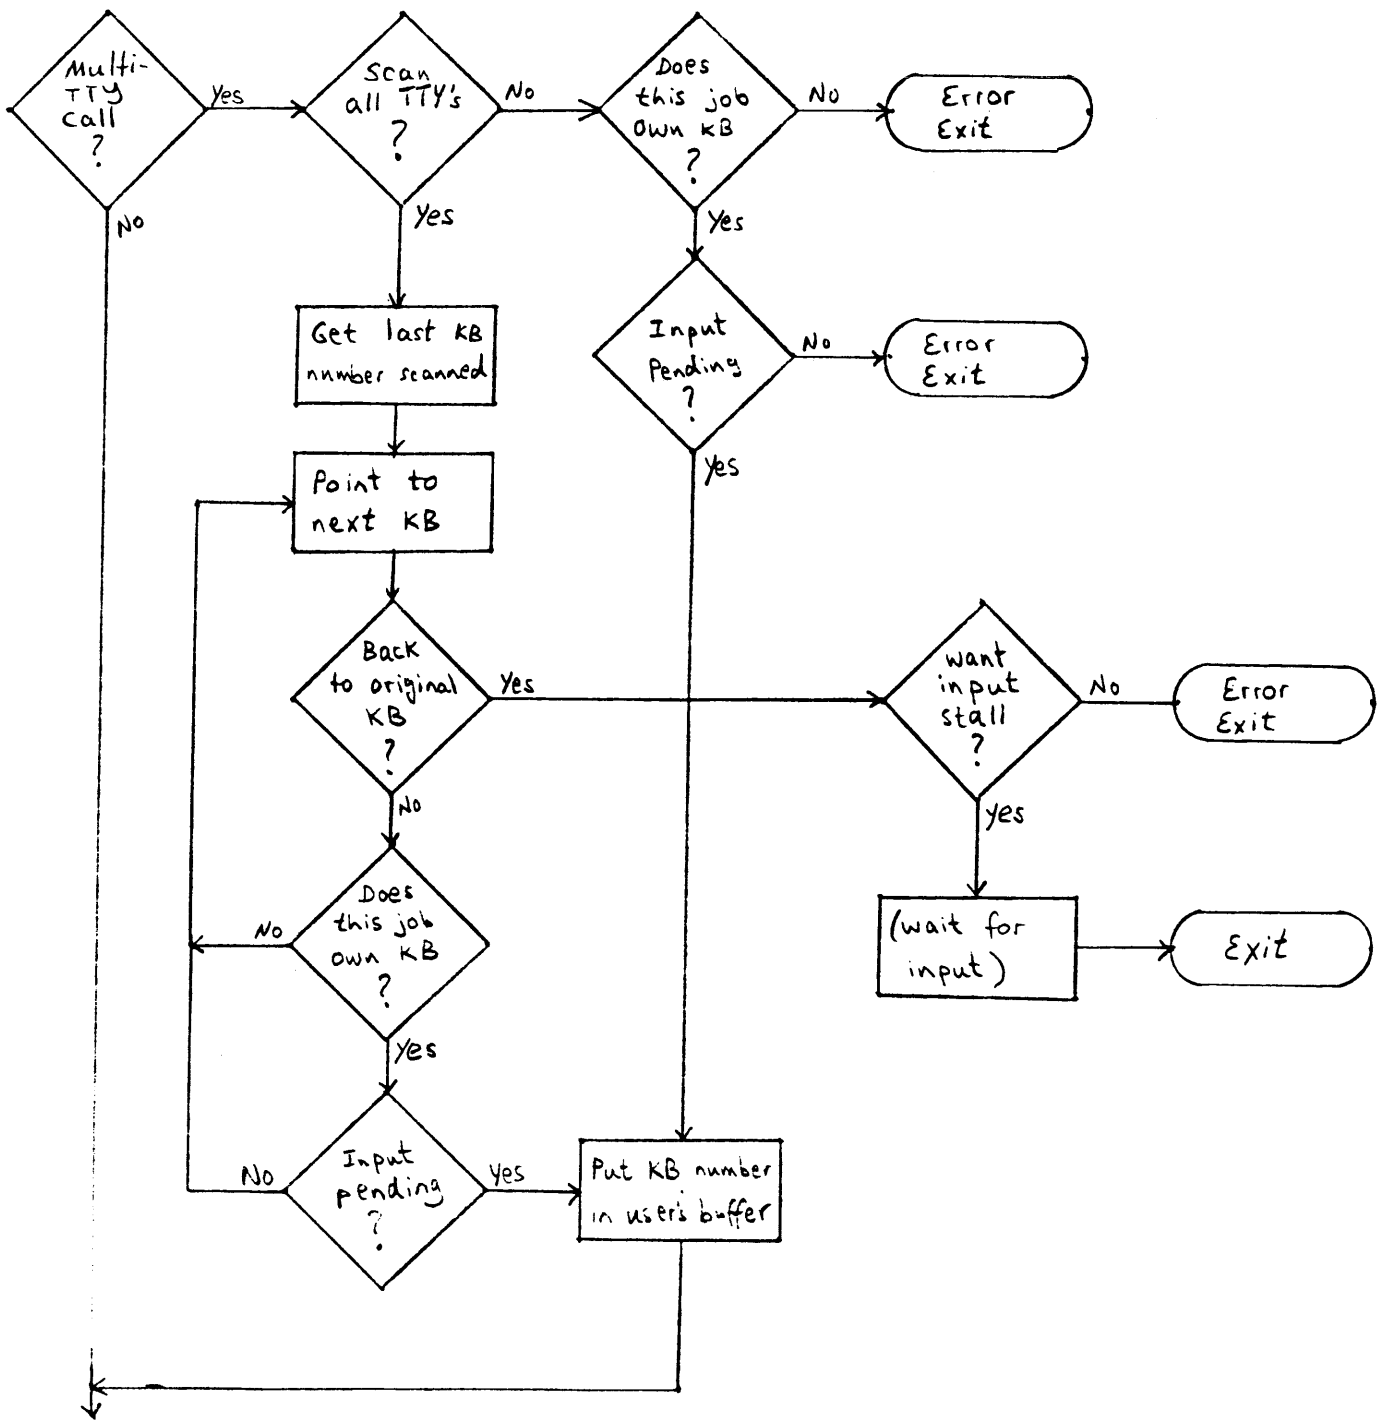 Multi-
TTY
Call
?
Yes
No
Scan
all TTY's
?
No
Yes
Does
this job
own KB
?
No
Yes
Error
Exit
Get last KB
number scanned
Input
Pending
?
No
Yes
Error
Exit
Point to
next KB
Back
to original
KB
?
Yes
No
want
input
stall
?
No
Yes
Error
Exit
Does
this job
own KB
?
No
Yes
(wait for
input)
Exit
Input
pending
?
No
Yes
Put KB number
in user's buffer